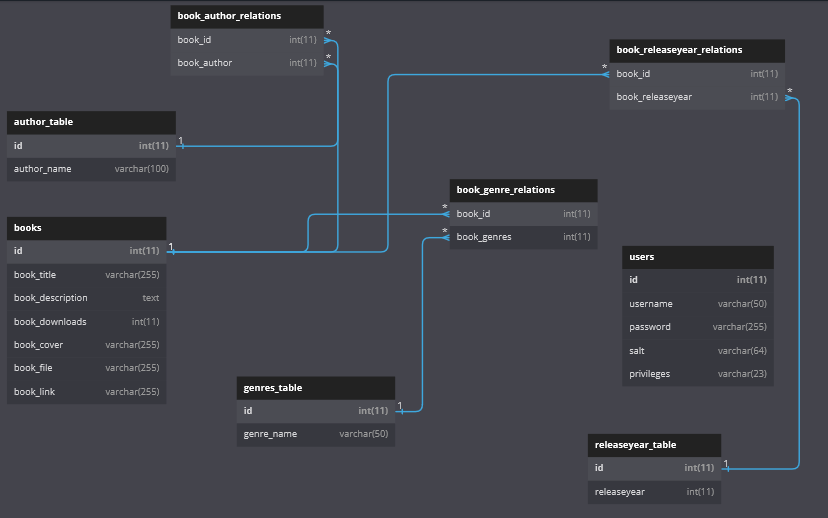 book_author_relations
book_id int(11) *
book_author int(11) *
book_releaseyear_relations
* book_id int(11)
book_releaseyear int(11) *
author_table
id int(11) 1
author_name varchar(100)
book_genre_relations
* book_id int(11)
* book_genres int(11)
books
id int(11) 1
book_title varchar(255)
book_description text
book_downloads int(11)
book_cover varchar(255)
book_file varchar(255)
book_link varchar(255)
users
id int(11)
username varchar(50)
password varchar(255)
salt varchar(64)
privileges varchar(23)
genres_table
id int(11) 1
genre_name varchar(50)
releaseyear_table
id int(11) 1
releaseyear int(11)